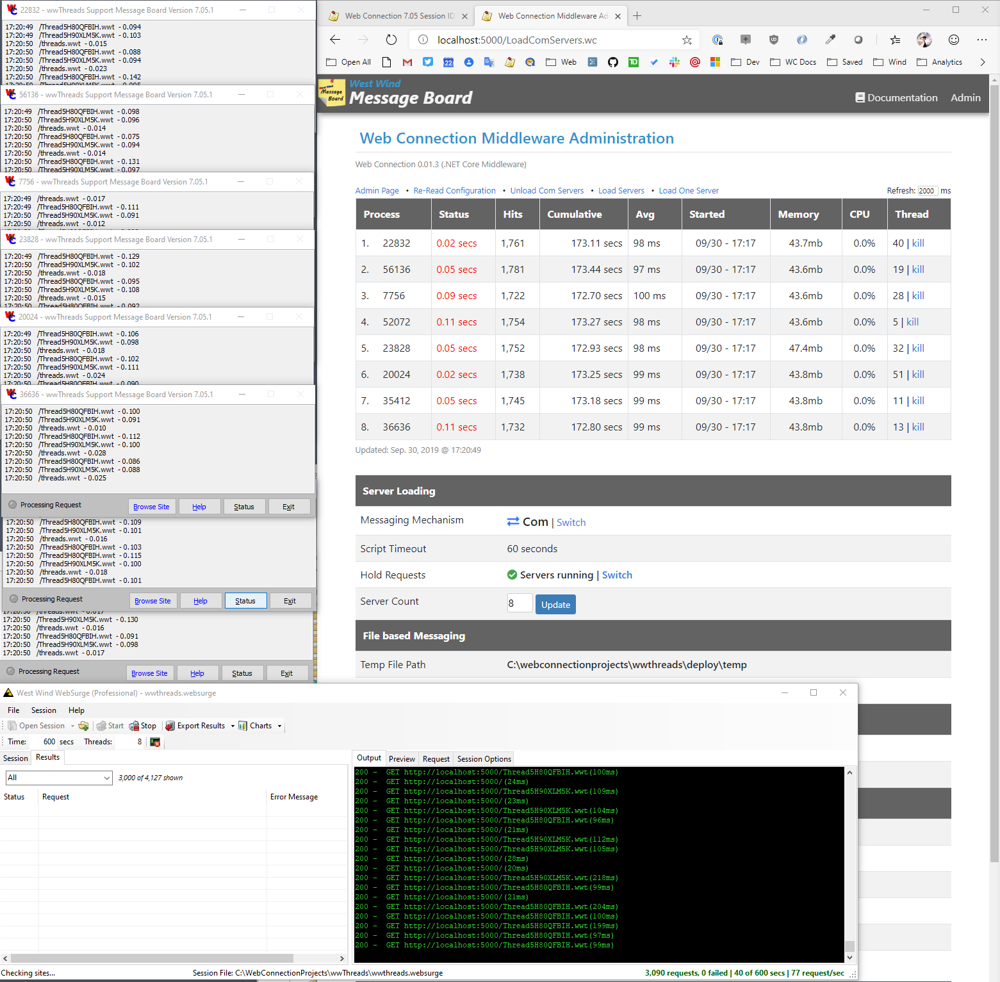 22832 - wwThreads Support Message Board Version 7.05.1
17:20:49 /Thread5H80QFBIH.wwt - 0.094
17:20:49 /Thread5H90XLM5K.wwt - 0.103
17:20:50 /threads.wwt - 0.015
17:20:50 /Thread5H80QFBIH.wwt - 0.088
17:20:50 /Thread5H90XLM5K.wwt - 0.094
17:20:50 /threads.wwt - 0.023
17:20:50 /Thread5H80QFBIH.wwt - 0.142
56136 - wwThreads Support Message Board Version 7.05.1
17:20:49 /Thread5H80QFBIH.wwt - 0.098
17:20:50 /Thread5H90XLM5K.wwt - 0.096
17:20:50 /threads.wwt - 0.014
17:20:50 /Thread5H80QFBIH.wwt - 0.075
17:20:50 /Thread5H90XLM5K.wwt - 0.094
17:20:50 /threads.wwt - 0.014
17:20:50 /Thread5H80QFBIH.wwt - 0.131
17:20:50 /Thread5H90XLM5K.wwt - 0.097
7756 - wwThreads Support Message Board Version 7.05.1
17:20:49 /threads.wwt - 0.017
17:20:49 /Thread5H80QFBIH.wwt - 0.111
17:20:50 /Thread5H90XLM5K.wwt - 0.091
17:20:50 /threads.wwt - 0.012
23828 - wwThreads Support Message Board Version 7.05.1
17:20:49 /Thread5H80QFBIH.wwt - 0.129
17:20:50 /Thread5H90XLM5K.wwt - 0.102
17:20:50 /threads.wwt - 0.018
17:20:50 /Thread5H80QFBIH.wwt - 0.095
17:20:50 /Thread5H90XLM5K.wwt - 0.108
17:20:50 /threads.wwt - 0.015
17:20:50 /Thread5H80QFBIH.wwt - 0.092
20024 - wwThreads Support Message Board Version 7.05.1
17:20:49 /Thread5H80QFBIH.wwt - 0.106
17:20:50 /Thread5H90XLM5K.wwt - 0.098
17:20:50 /threads.wwt - 0.018
17:20:50 /Thread5H80QFBIH.wwt - 0.102
17:20:50 /Thread5H90XLM5K.wwt - 0.111
17:20:50 /threads.wwt - 0.024
17:20:50 /Thread5H80QFBIH.wwt - 0.090
36636 - wwThreads Support Message Board Version 7.05.1
17:20:50 /Thread5H80QFBIH.wwt - 0.100
17:20:50 /Thread5H90XLM5K.wwt - 0.091
17:20:50 /threads.wwt - 0.010
17:20:50 /Thread5H80QFBIH.wwt - 0.112
17:20:50 /Thread5H90XLM5K.wwt - 0.100
17:20:50 /threads.wwt - 0.028
17:20:50 /Thread5H80QFBIH.wwt - 0.086
17:20:50 /Thread5H90XLM5K.wwt - 0.088
17:20:50 /threads.wwt - 0.025
Processing Request Browse Site Help Status Exit
17:20:50 /Thread5H80QFBIH.wwt - 0.109
17:20:50 /Thread5H90XLM5K.wwt - 0.101
17:20:50 /threads.wwt - 0.016
17:20:50 /Thread5H80QFBIH.wwt - 0.103
17:20:50 /Thread5H80QFBIH.wwt - 0.115
17:20:50 /Thread5H90XLM5K.wwt - 0.100
17:20:50 /threads.wwt - 0.018
17:20:50 /Thread5H80QFBIH.wwt - 0.101
Processing Request Browse Site Help Status Exit
17:20:50 /threads.wwt - 0.017
17:20:50 /Thread5H90XLM5K.wwt - 0.130
17:20:50 /threads.wwt - 0.016
17:20:50 /Thread5H80QFBIH.wwt - 0.091
17:20:50 /Thread5H90XLM5K.wwt - 0.098
17:20:50 /threads.wwt - 0.017
Processing Request Browse Site Help Status Exit
Web Connection 7.05 Session ID
Web Connection Middleware Ad
localhost:5000/LoadComServers.wc
Open All 22 Web TD Dev WC Docs Saved Wind Analytics
West Wind
Message Board
Documentation Admin
Web Connection Middleware Administration
Web Connection 0.01.3 (.NET Core Middleware)
Admin Page • Re-Read Configuration • Unload Com Servers • Load Servers • Load One Server Refresh: 2000 ms
Process Status Hits Cumulative Avg Started Memory CPU Thread
1. 22832 0.02 secs 1,761 173.11 secs 98 ms 09/30 - 17:17 43.7mb 0.0% 40 | kill
2. 56136 0.05 secs 1,781 173.44 secs 97 ms 09/30 - 17:17 43.6mb 0.0% 19 | kill
3. 7756 0.09 secs 1,722 172.70 secs 100 ms 09/30 - 17:17 43.6mb 0.0% 28 | kill
4. 52072 0.11 secs 1,754 173.27 secs 98 ms 09/30 - 17:17 43.6mb 0.0% 5 | kill
5. 23828 0.05 secs 1,752 172.93 secs 98 ms 09/30 - 17:17 47.4mb 0.0% 32 | kill
6. 20024 0.02 secs 1,738 173.25 secs 99 ms 09/30 - 17:17 43.8mb 0.0% 51 | kill
7. 35412 0.05 secs 1,745 173.18 secs 99 ms 09/30 - 17:17 43.8mb 0.0% 11 | kill
8. 36636 0.11 secs 1,732 172.80 secs 99 ms 09/30 - 17:17 43.8mb 0.0% 13 | kill
Updated: Sep. 30, 2019 @ 17:20:49
Server Loading
Messaging Mechanism Com | Switch
Script Timeout 60 seconds
Hold Requests Servers running | Switch
Server Count 8 Update
File based Messaging
Temp File Path C:\webconnectionprojects\wwthreads\deploy\temp
West Wind WebSurge (Professional) - wwthreads.websurge
File Session Help
Open Session Start Stop Export Results Charts
Time: 600 secs Threads: 8
Session Results
All 3,000 of 4,127 shown
Status Request Error Message
Output Preview Request Session Options
200 - GET http://localhost:5000/Thread5H80QFBIH.wwt(100ms)
200 - GET http://localhost:5000/(24ms)
200 - GET http://localhost:5000/Thread5H90XLM5K.wwt(109ms)
200 - GET http://localhost:5000/(23ms)
200 - GET http://localhost:5000/Thread5H90XLM5K.wwt(104ms)
200 - GET http://localhost:5000/Thread5H80QFBIH.wwt(96ms)
200 - GET http://localhost:5000/(21ms)
200 - GET http://localhost:5000/Thread5H90XLM5K.wwt(112ms)
200 - GET http://localhost:5000/Thread5H90XLM5K.wwt(105ms)
200 - GET http://localhost:5000/(28ms)
200 - GET http://localhost:5000/(20ms)
200 - GET http://localhost:5000/Thread5H90XLM5K.wwt(218ms)
200 - GET http://localhost:5000/Thread5H80QFBIH.wwt(99ms)
200 - GET http://localhost:5000/(21ms)
200 - GET http://localhost:5000/Thread5H80QFBIH.wwt(204ms)
200 - GET http://localhost:5000/Thread5H80QFBIH.wwt(100ms)
200 - GET http://localhost:5000/Thread5H90XLM5K.wwt(199ms)
200 - GET http://localhost:5000/Thread5H80QFBIH.wwt(97ms)
200 - GET http://localhost:5000/Thread5H80QFBIH.wwt(99ms)
Checking sites... Session File: C:\WebConnectionProjects\wwThreads\wwthreads.websurge 3,090 requests, 0 failed | 40 of 600 secs | 77 request/sec